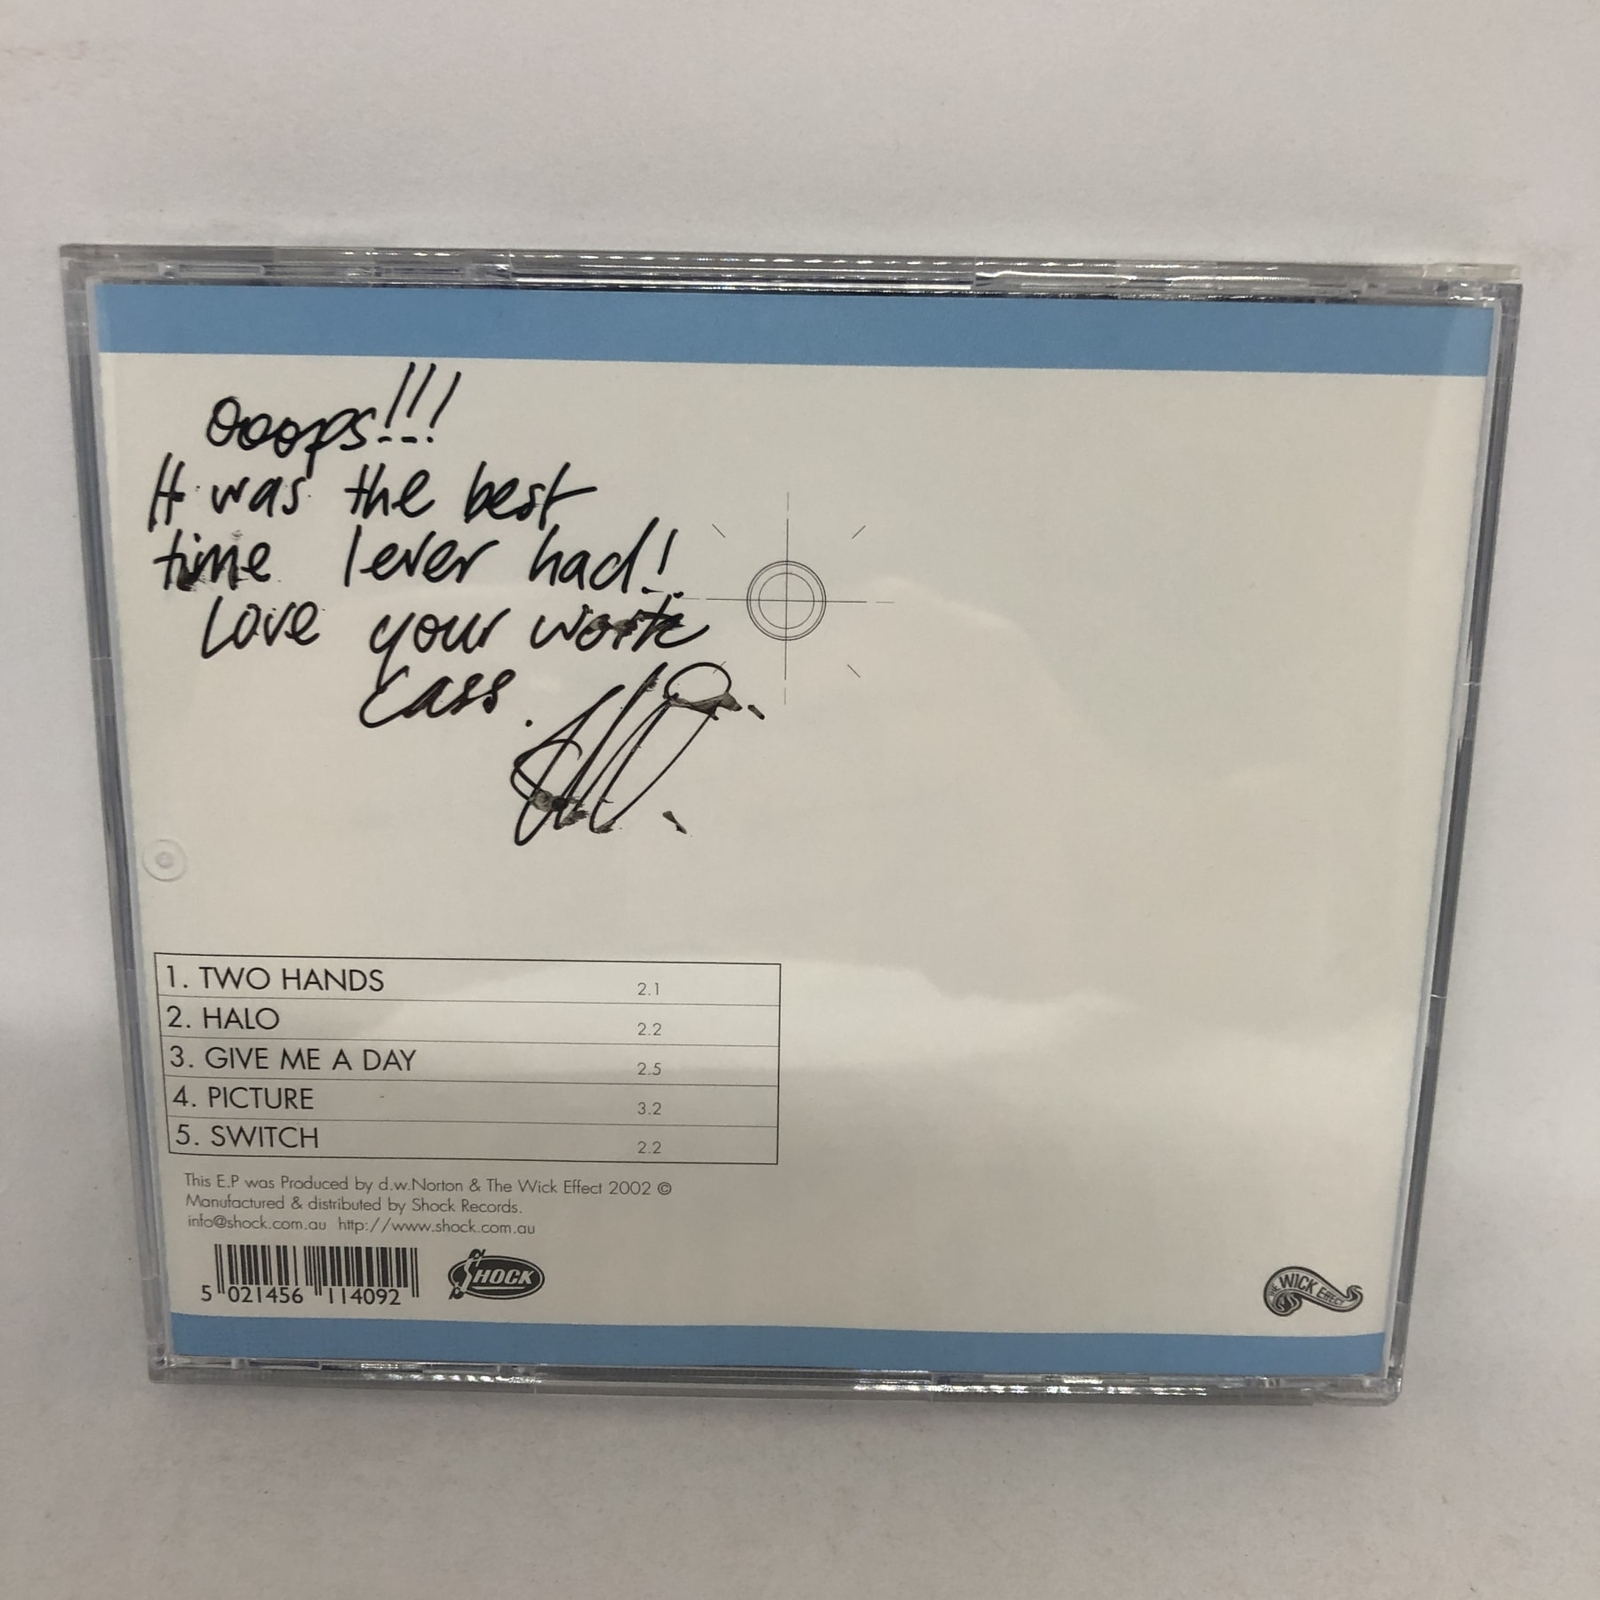 Ooops!!!
It was the best
time I ever had!
Love your work
Cass.
1. TWO HANDS 2.1
2. HALO 2.2
3. GIVE ME A DAY 2.5
4. PICTURE 3.2
5. SWITCH 2.2
This E.P was Produced by d.w.Norton & The Wick Effect 2002 ©
Manufactured & distributed by Shock Records.
info@shock.com.au http://www.shock.com.au
5 021456 114092
SHOCK
THE WICK EFFECT